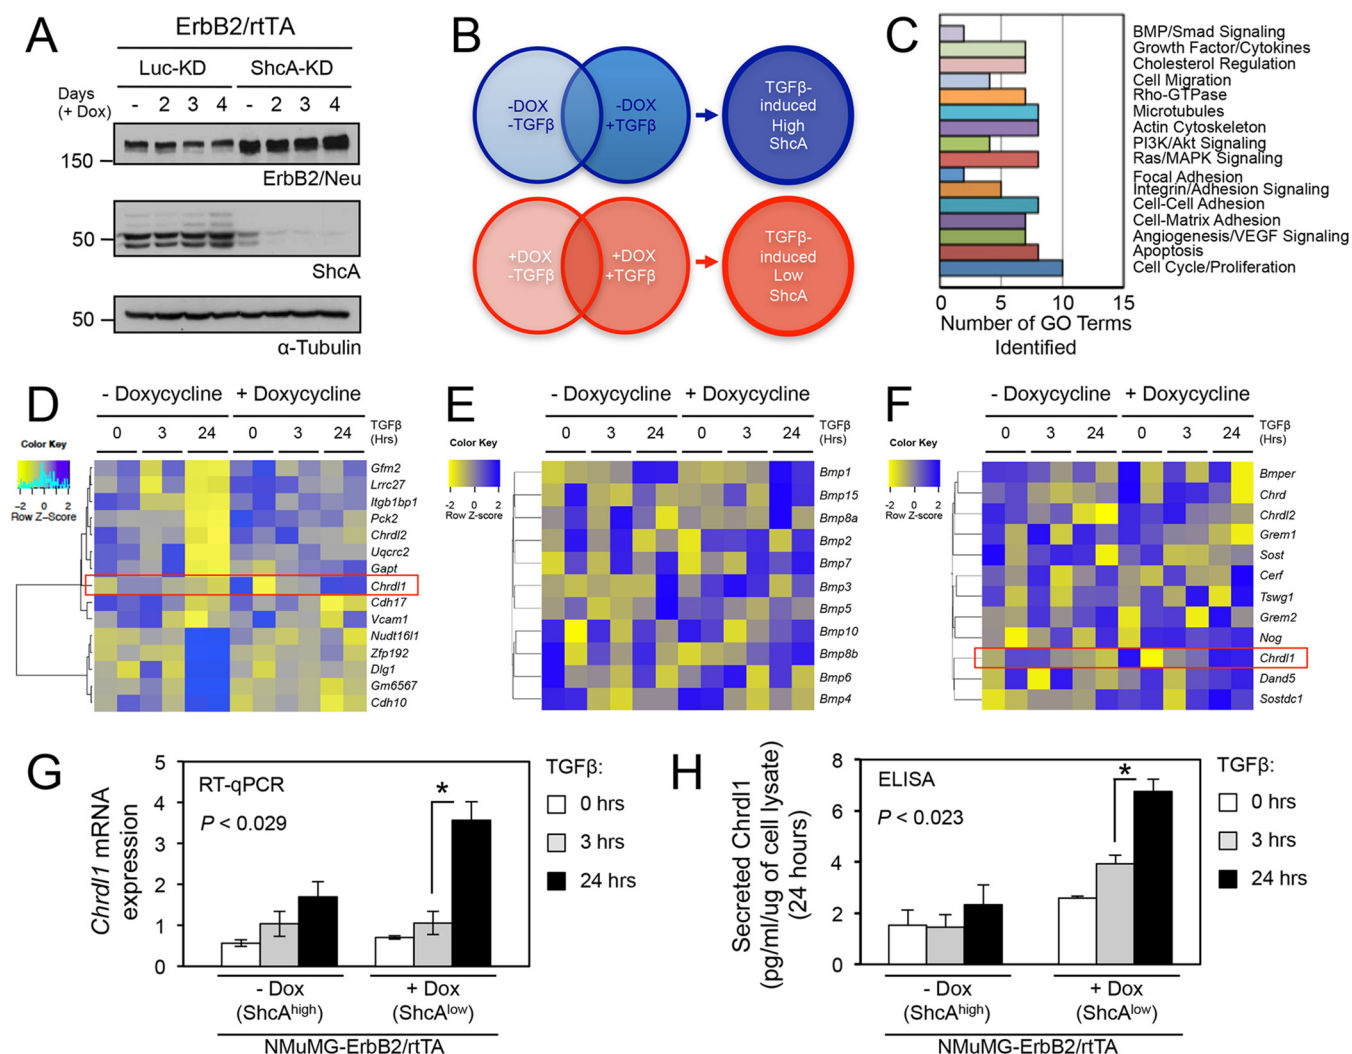 A
ErbB2/rtTA
Luc-KD ShcA-KD
Days
(+ Dox)
- 2 3 4 - 2 3 4
150
ErbB2/Neu
50
ShcA
50
α-Tubulin
B
-DOX
-TGFβ
-DOX
+TGFβ
TGFβ-
induced
High
ShcA
+DOX
-TGFβ
+DOX
+TGFβ
TGFβ-
induced
Low
ShcA
C
BMP/Smad Signaling
Growth Factor/Cytokines
Cholesterol Regulation
Cell Migration
Rho-GTPase
Microtubules
Actin Cytoskeleton
PI3K/Akt Signaling
Ras/MAPK Signaling
Focal Adhesion
Integrin/Adhesion Signaling
Cell-Cell Adhesion
Cell-Matrix Adhesion
Angiogenesis/VEGF Signaling
Apoptosis
Cell Cycle/Proliferation
0 5 10 15
Number of GO Terms
Identified
D
- Doxycycline + Doxycycline
0 3 24 0 3 24
TGFβ
(Hrs)
Color Key
-2 0 2
Row Z-Score
Gfm2
Lrrc27
Itgb1bp1
Pck2
Chrdl2
Uqcrc2
Gapt
Chrdl1
Cdh17
Vcam1
Nudt16l1
Zfp192
Dlg1
Gm6567
Cdh10
E
- Doxycycline + Doxycycline
0 3 24 0 3 24
TGFβ
(Hrs)
Color Key
-2 0 2
Row Z-score
Bmp1
Bmp15
Bmp8a
Bmp2
Bmp7
Bmp3
Bmp5
Bmp10
Bmp8b
Bmp6
Bmp4
F
- Doxycycline + Doxycycline
0 3 24 0 3 24
TGFβ
(Hrs)
Color Key
-2 0 2
Row Z-score
Bmper
Chrd
Chrdl2
Grem1
Sost
Cerf
Tswg1
Grem2
Nog
Chrdl1
Dand5
Sostdc1
G
Chrdl1 mRNA
expression
5
4
3
2
1
0
RT-qPCR
P < 0.029
*
TGFβ:
0 hrs
3 hrs
24 hrs
- Dox + Dox
(ShcAhigh) (ShcAlow)
NMuMG-ErbB2/rtTA
H
Secreted Chrdl1
(pg/ml/ug of cell lysate)
(24 hours)
8
6
4
2
0
ELISA
P < 0.023
*
TGFβ:
0 hrs
3 hrs
24 hrs
- Dox + Dox
(ShcAhigh) (ShcAlow)
NMuMG-ErbB2/rtTA